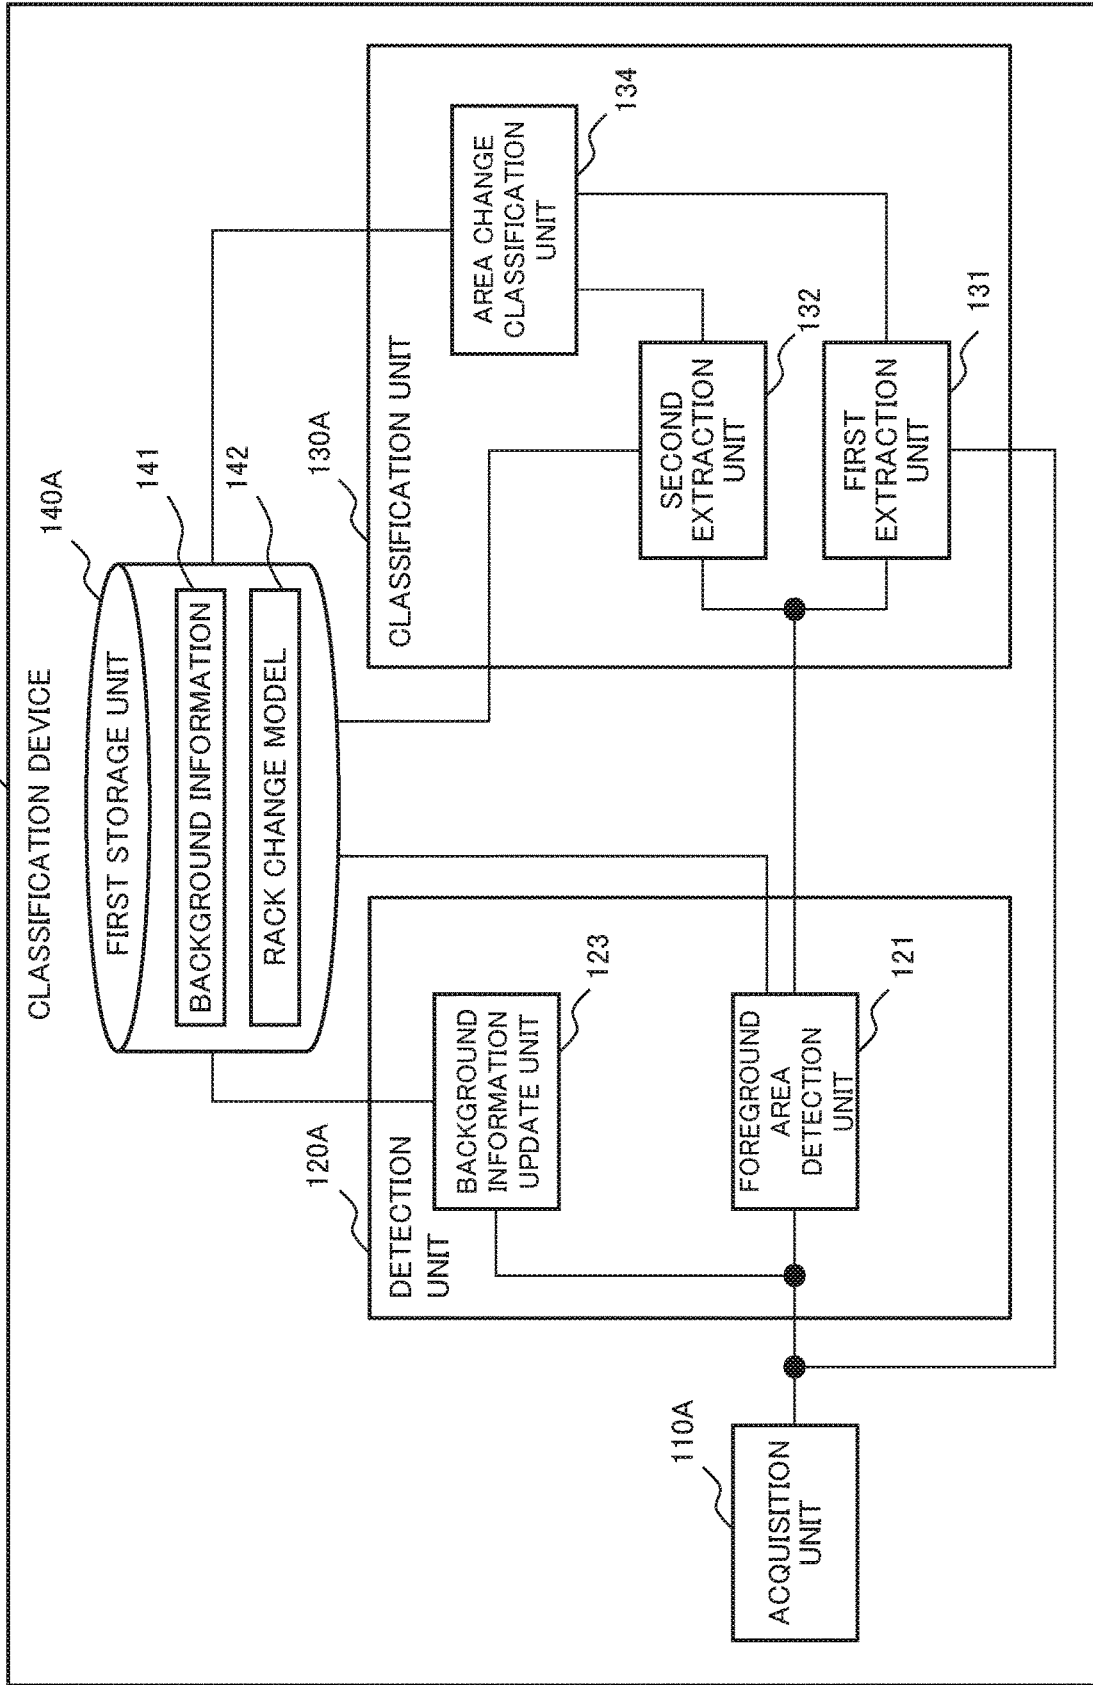 CLASSIFICATION DEVICE
140A
FIRST STORAGE UNIT
141
BACKGROUND INFORMATION
142
RACK CHANGE MODEL
120A
DETECTION
UNIT
BACKGROUND
INFORMATION
UPDATE UNIT
123
FOREGROUND
AREA
DETECTION
UNIT
121
110A
ACQUISITION
UNIT
130A
CLASSIFICATION UNIT
AREA CHANGE
CLASSIFICATION
UNIT
134
SECOND
EXTRACTION
UNIT
132
FIRST
EXTRACTION
UNIT
131